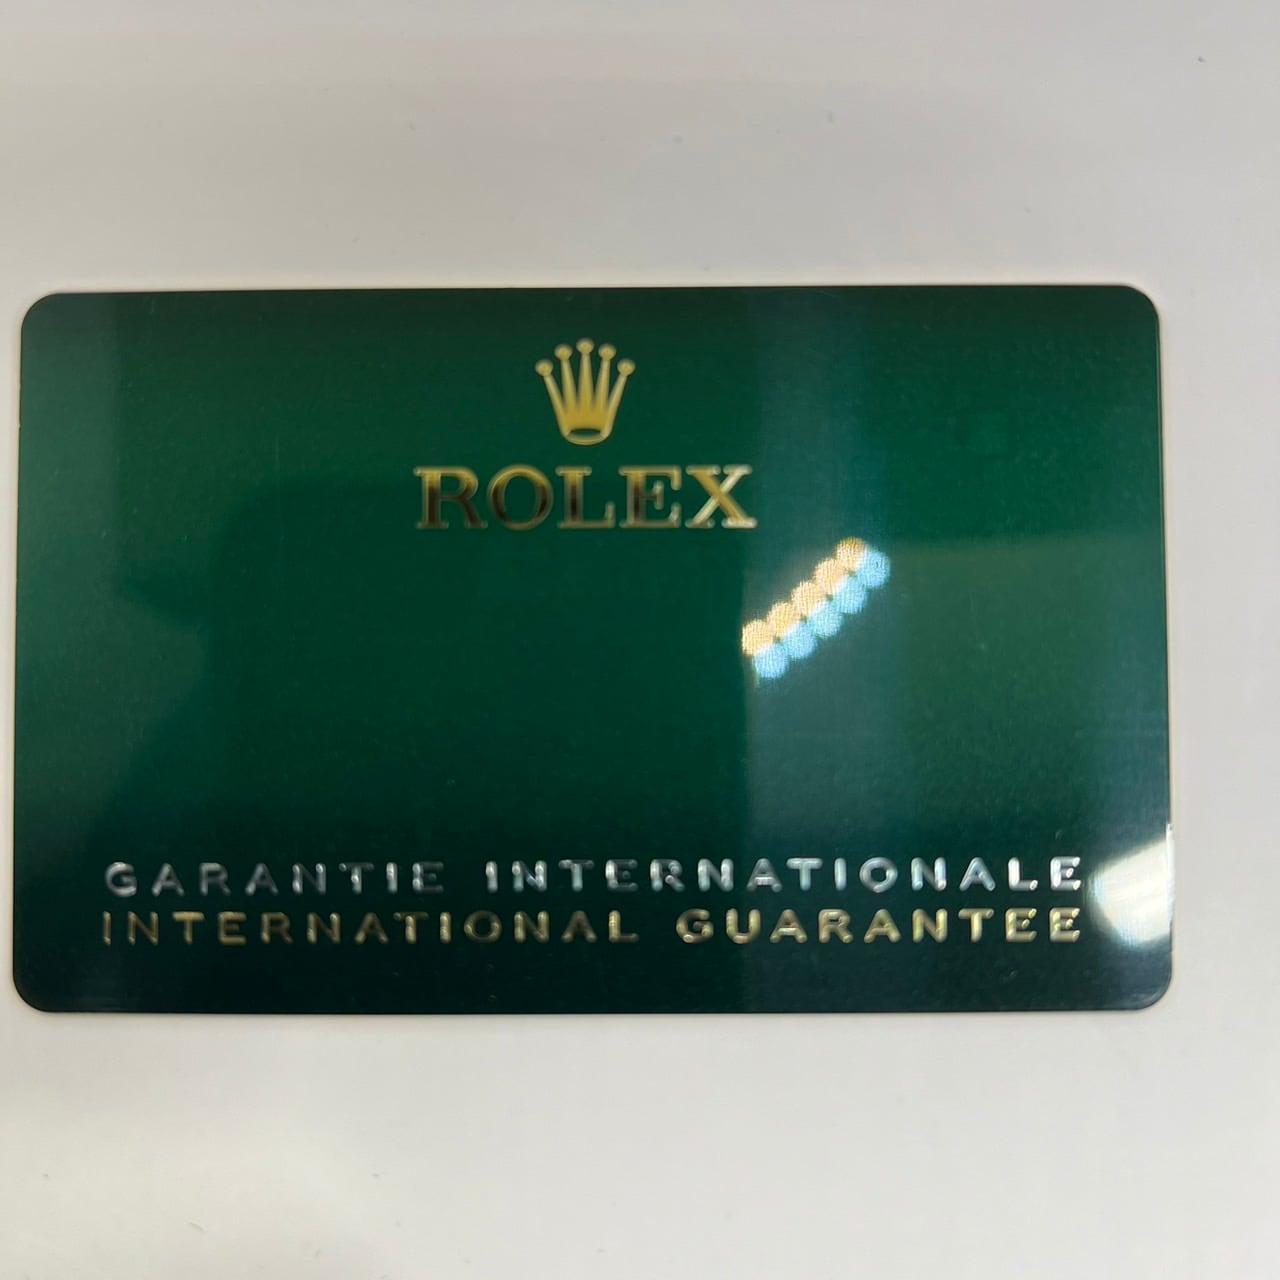 ROLEX
GARANTIE INTERNATIONALE
INTERNATIONAL GUARANTEE